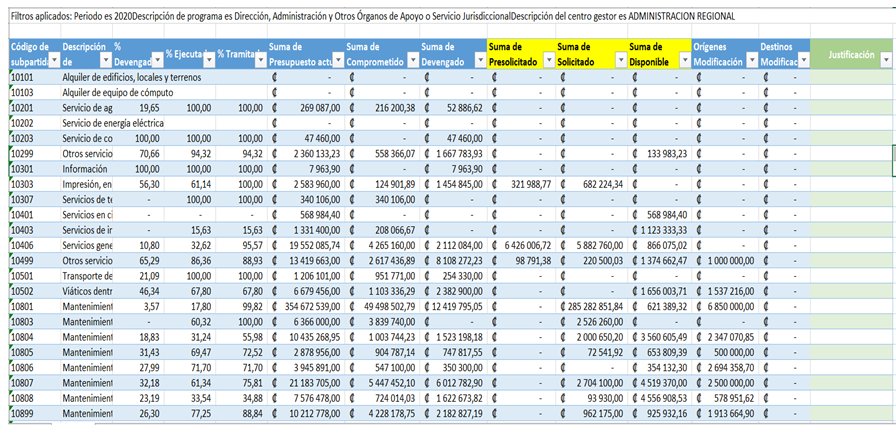 Filtros aplicados: Periodo es 2020Descripción de programa es Dirección, Administración y Otros Órganos de Apoyo o Servicio JurisdiccionalDescripción del centro gestor es ADMINISTRACION REGIONAL
Código de subpartid Descripción de % Devengad % Ejecuta % Tramita Suma de Presupuesto actu Suma de Comprometido Suma de Devengado Suma de Presolicitado Suma de Solicitado Suma de Disponible Orígenes Modificación Destinos Modificac Justificación
10101 Alquiler de edificios, locales y terrenos ₡ - ₡ - ₡ - ₡ - ₡ - ₡ - ₡ - ₡ -
10103 Alquiler de equipo de cómputo ₡ - ₡ - ₡ - ₡ - ₡ - ₡ - ₡ - ₡ -
10201 Servicio de ag 19,65 100,00 100,00 ₡ 269 087,00 ₡ 216 200,38 ₡ 52 886,62 ₡ - ₡ - ₡ - ₡ - ₡ -
10202 Servicio de energía eléctrica ₡ - ₡ - ₡ - ₡ - ₡ - ₡ - ₡ - ₡ -
10203 Servicio de co 100,00 100,00 100,00 ₡ 47 460,00 ₡ - ₡ 47 460,00 ₡ - ₡ - ₡ - ₡ - ₡ -
10299 Otros servicio 70,66 94,32 94,32 ₡ 2 360 133,23 ₡ 558 366,07 ₡ 1 667 783,93 ₡ - ₡ - ₡ 133 983,23 ₡ - ₡ -
10301 Información 100,00 100,00 100,00 ₡ 7 963,90 ₡ - ₡ 7 963,90 ₡ - ₡ - ₡ - ₡ - ₡ -
10303 Impresión, en 56,30 61,14 100,00 ₡ 2 583 960,00 ₡ 124 901,89 ₡ 1 454 845,00 ₡ 321 988,77 ₡ 682 224,34 ₡ - ₡ - ₡ -
10307 Servicios de te - 100,00 100,00 ₡ 340 106,00 ₡ 340 106,00 ₡ - ₡ - ₡ - ₡ - ₡ - ₡ -
10401 Servicios en ci - - - ₡ 568 984,40 ₡ - ₡ - ₡ - ₡ - ₡ 568 984,40 ₡ - ₡ -
10403 Servicios de ir - 15,63 15,63 ₡ 1 331 400,00 ₡ 208 066,67 ₡ - ₡ - ₡ - ₡ 1 123 333,33 ₡ - ₡ -
10406 Servicios gene 10,80 32,62 95,57 ₡ 19 552 085,74 ₡ 4 265 160,00 ₡ 2 112 084,00 ₡ 6 426 006,72 ₡ 5 882 760,00 ₡ 866 075,02 ₡ - ₡ -
10499 Otros servicio 65,29 86,36 88,93 ₡ 13 419 663,00 ₡ 2 617 436,89 ₡ 8 108 272,23 ₡ 98 791,38 ₡ 220 500,03 ₡ 1 374 662,47 ₡ 1 000 000,00 ₡ -
10501 Transporte de 21,09 100,00 100,00 ₡ 1 206 101,00 ₡ 951 771,00 ₡ 254 330,00 ₡ - ₡ - ₡ - ₡ - ₡ -
10502 Viáticos dentr 46,34 67,80 67,80 ₡ 6 679 456,00 ₡ 1 103 336,29 ₡ 2 382 900,00 ₡ - ₡ - ₡ 1 656 003,71 ₡ 1 537 216,00 ₡ -
10801 Mantenimient 3,57 17,80 99,82 ₡ 354 672 539,00 ₡ 49 498 502,79 ₡ 12 419 795,05 ₡ - ₡ 285 282 851,84 ₡ 621 389,32 ₡ 6 850 000,00 ₡ -
10803 Mantenimient - 60,32 100,00 ₡ 6 366 000,00 ₡ 3 839 740,00 ₡ - ₡ - ₡ 2 526 260,00 ₡ - ₡ - ₡ -
10804 Mantenimient 18,83 31,24 55,98 ₡ 10 435 268,95 ₡ 1 003 744,23 ₡ 1 523 198,18 ₡ - ₡ 2 000 650,20 ₡ 3 560 605,49 ₡ 2 347 070,85 ₡ -
10805 Mantenimient 31,43 69,47 72,52 ₡ 2 878 956,00 ₡ 904 787,14 ₡ 747 817,55 ₡ - ₡ 72 541,92 ₡ 653 809,39 ₡ 500 000,00 ₡ -
10806 Mantenimient 27,99 71,70 71,70 ₡ 3 945 891,00 ₡ 547 100,00 ₡ 350 300,00 ₡ - ₡ - ₡ 354 132,30 ₡ 2 694 358,70 ₡ -
10807 Mantenimient 32,18 61,34 75,81 ₡ 21 183 705,00 ₡ 5 447 452,10 ₡ 6 012 782,90 ₡ - ₡ 2 704 100,00 ₡ 4 519 370,00 ₡ 2 500 000,00 ₡ -
10808 Mantenimient 23,19 33,54 34,88 ₡ 7 576 478,00 ₡ 724 014,03 ₡ 1 622 673,82 ₡ - ₡ 93 930,00 ₡ 4 556 908,53 ₡ 578 951,62 ₡ -
10899 Mantenimient 26,30 77,25 88,84 ₡ 10 212 778,00 ₡ 4 228 178,75 ₡ 2 182 827,19 ₡ - ₡ 962 175,00 ₡ 925 932,16 ₡ 1 913 664,90 ₡ -